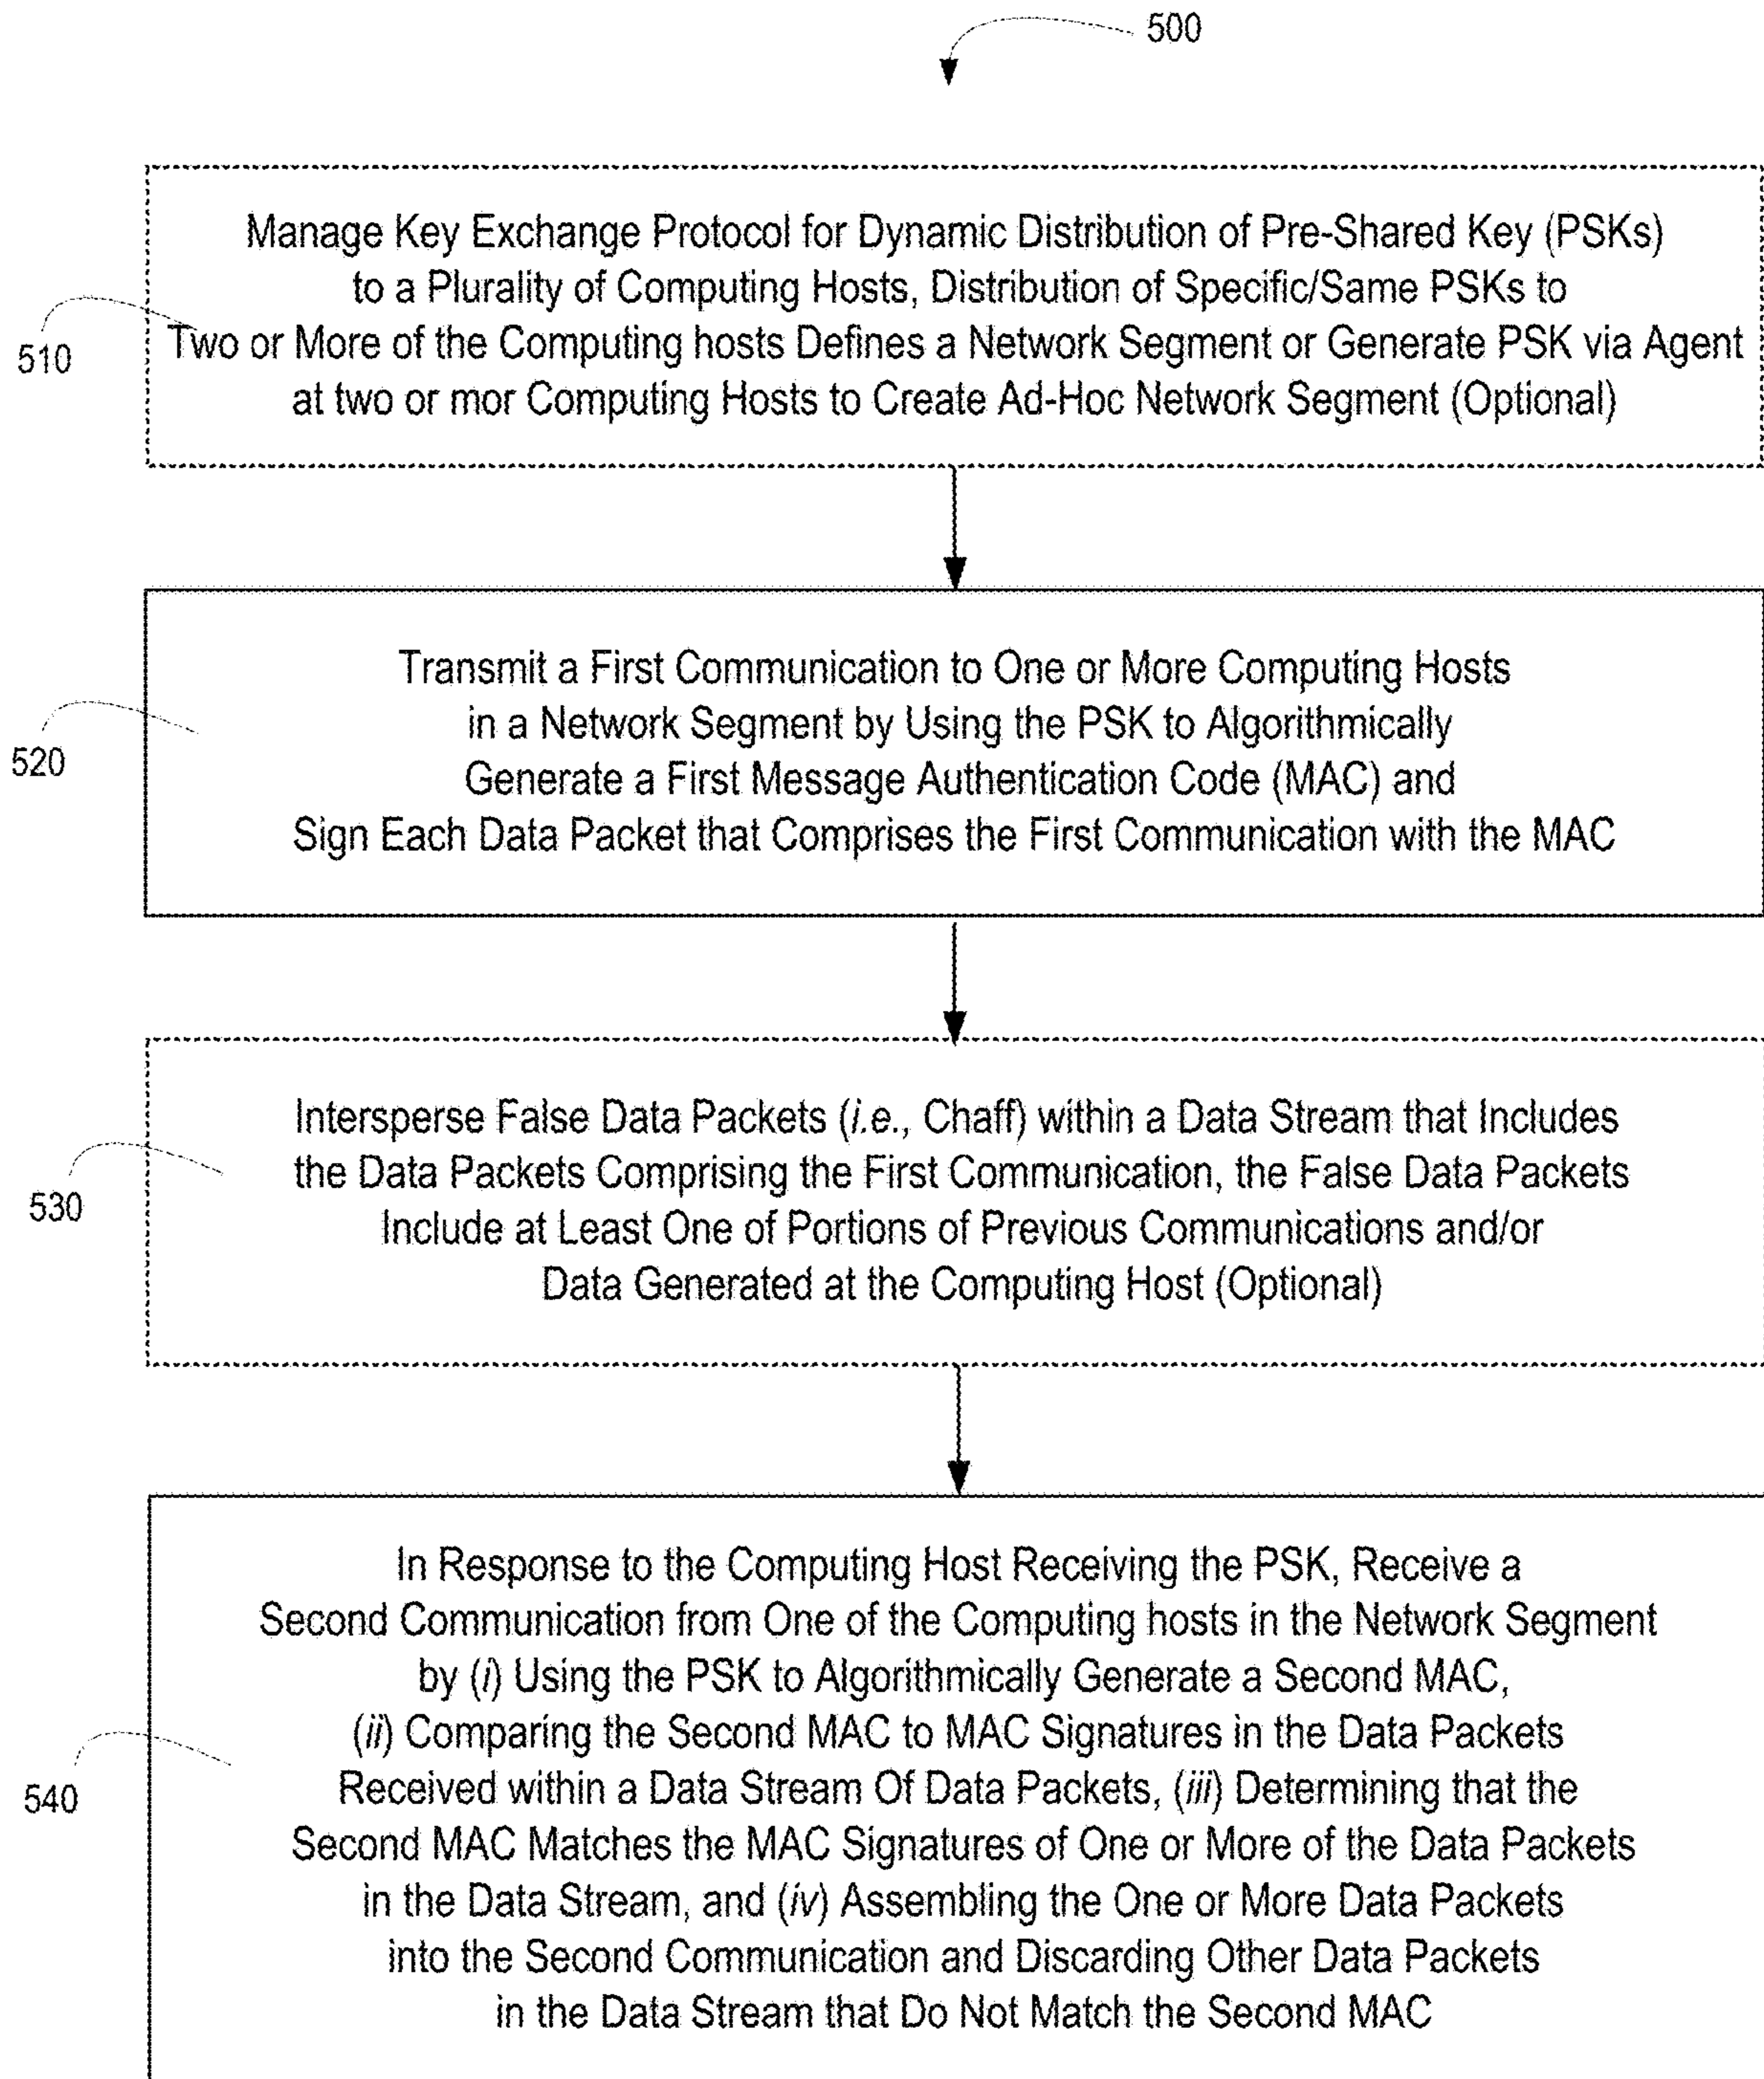 500
Manage Key Exchange Protocol for Dynamic Distribution of Pre-Shared Key (PSKs)
to a Plurality of Computing Hosts, Distribution of Specific/Same PSKs to
Two or More of the Computing hosts Defines a Network Segment or Generate PSK via Agent
at two or mor Computing Hosts to Create Ad-Hoc Network Segment (Optional)
510
Transmit a First Communication to One or More Computing Hosts
in a Network Segment by Using the PSK to Algorithmically
Generate a First Message Authentication Code (MAC) and
Sign Each Data Packet that Comprises the First Communication with the MAC
520
Intersperse False Data Packets (i.e., Chaff) within a Data Stream that Includes
the Data Packets Comprising the First Communication, the False Data Packets
Include at Least One of Portions of Previous Communications and/or
Data Generated at the Computing Host (Optional)
530
In Response to the Computing Host Receiving the PSK, Receive a
Second Communication from One of the Computing hosts in the Network Segment
by (i) Using the PSK to Algorithmically Generate a Second MAC,
(ii) Comparing the Second MAC to MAC Signatures in the Data Packets
Received within a Data Stream Of Data Packets, (iii) Determining that the
Second MAC Matches the MAC Signatures of One or More of the Data Packets
in the Data Stream, and (iv) Assembling the One or More Data Packets
into the Second Communication and Discarding Other Data Packets
in the Data Stream that Do Not Match the Second MAC
540